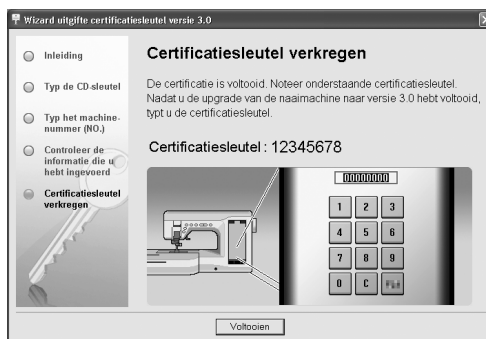 Wizard uitgifte certificatiesleutel versie 3.0
Inleiding
Typ de CD-sleutel
Typ het machine-
nummer (NO.)
Controleer de
informatie die u
hebt ingevoerd
Certificatiesleutel
verkregen
Certificatiesleutel verkregen
De certificatie is voltooid. Noteer onderstaande certificatiesleutel.
Nadat u de upgrade van de naaimachine naar versie 3.0 hebt voltooid,
typt u de certificatiesleutel.
Certificatiesleutel : 12345678
00000000
1 2 3
4 5 6
7 8 9
0 C
Voltooien